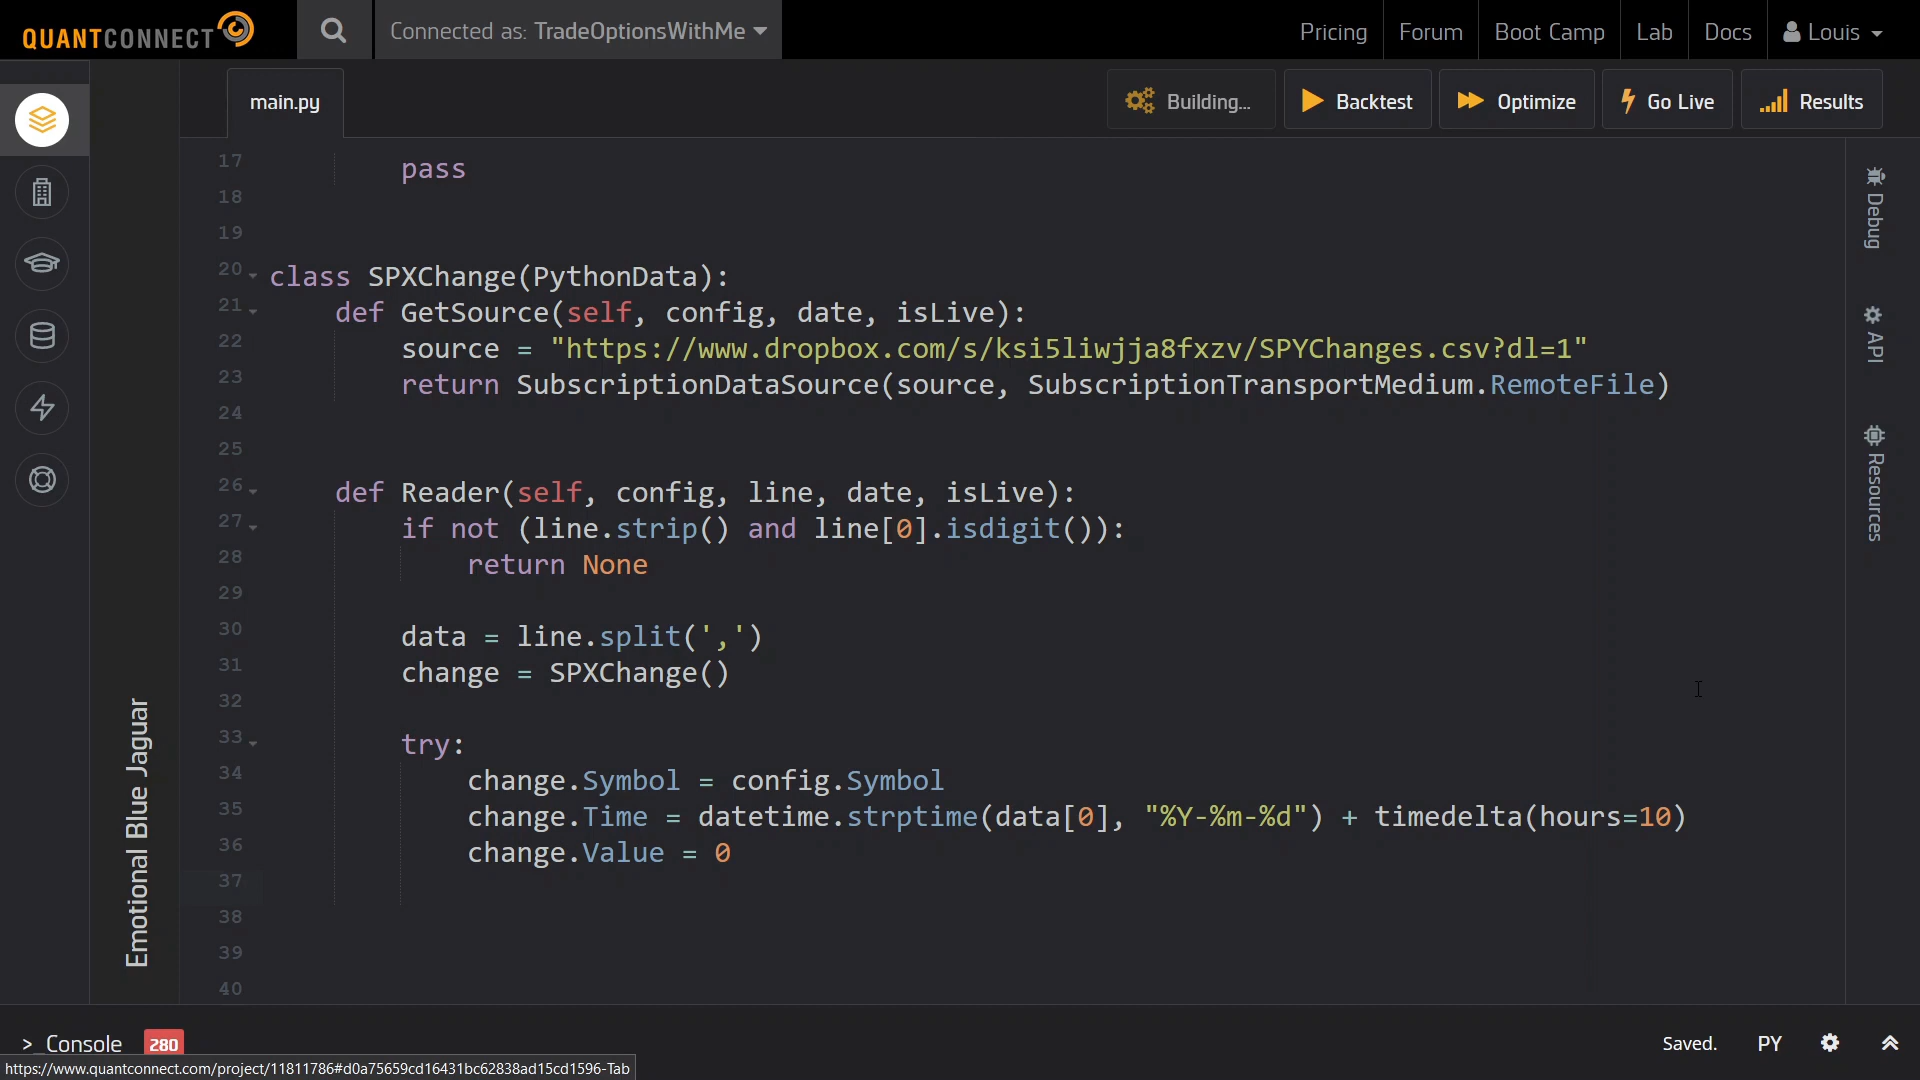 QUANTCONNECT
Connected as: TradeOptionsWithMe
Pricing
Forum
Boot Camp
Lab
Docs
Louis
main.py
Building...
Backtest
Optimize
Go Live
Results
17 pass
18
19
20 class SPXChange(PythonData):
21 def GetSource(self, config, date, isLive):
22 source = "https://www.dropbox.com/s/ksi5liwjja8fxzv/SPYChanges.csv?dl=1"
23 return SubscriptionDataSource(source, SubscriptionTransportMedium.RemoteFile)
24
25
26 def Reader(self, config, line, date, isLive):
27 if not (line.strip() and line[0].isdigit()):
28 return None
29
30 data = line.split(',')
31 change = SPXChange()
32
33 try:
34 change.Symbol = config.Symbol
35 change.Time = datetime.strptime(data[0], "%Y-%m-%d") + timedelta(hours=10)
36 change.Value = 0
37
38
39
40
Emotional Blue Jaguar
Debug
API
Resources
>_Console 280
Saved.
PY
https://www.quantconnect.com/project/11811786#d0a75659cd16431bc62838ad15cd1596-Tab